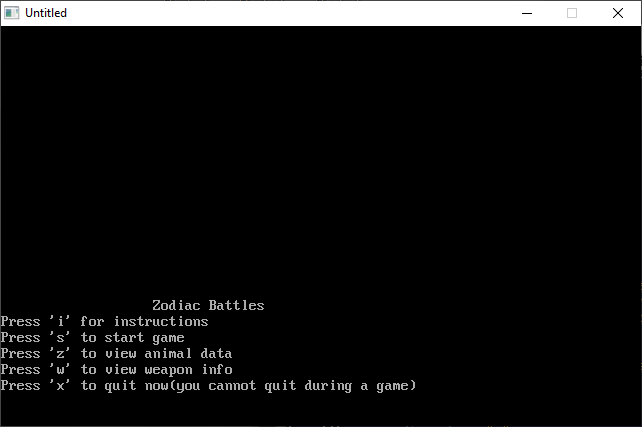 Untitled
Zodiac Battles
Press 'i' for instructions
Press 's' to start game
Press 'z' to view animal data
Press 'w' to view weapon info
Press 'x' to quit now(you cannot quit during a game)